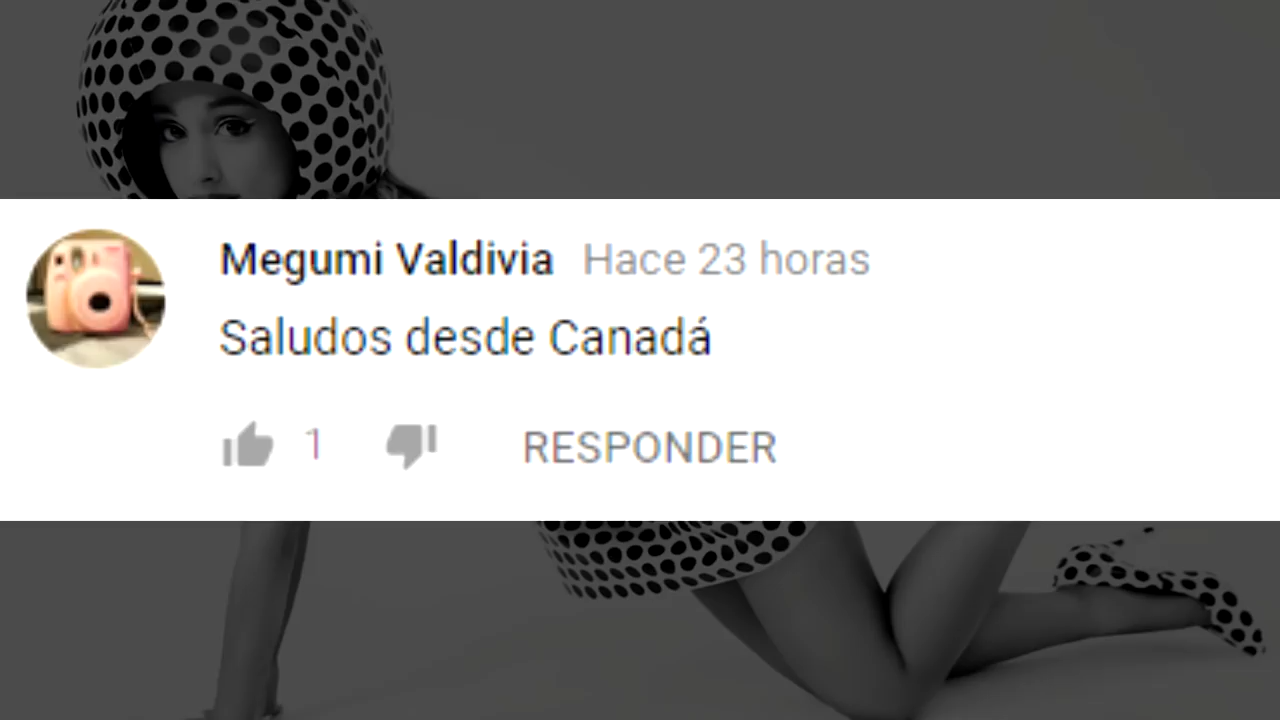 Megumi Valdivia Hace 23 horas
Saludos desde Canadá
1 RESPONDER